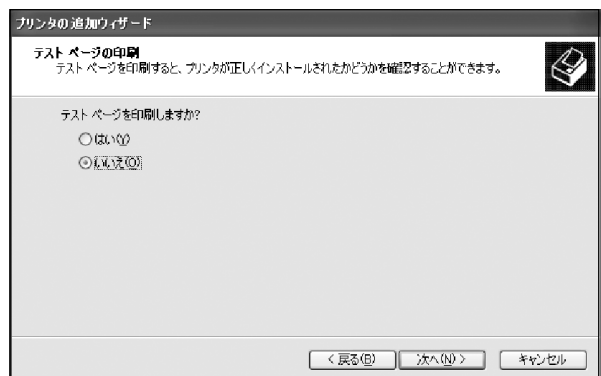 プリンタの追加ウィザード
テスト ページの印刷
テスト ページを印刷すると、プリンタが正しくインストールされたかどうかを確認することができます。
テスト ページを印刷しますか?
はい(Y)
いいえ(O)
< 戻る(B)
次へ(N) >
キャンセル